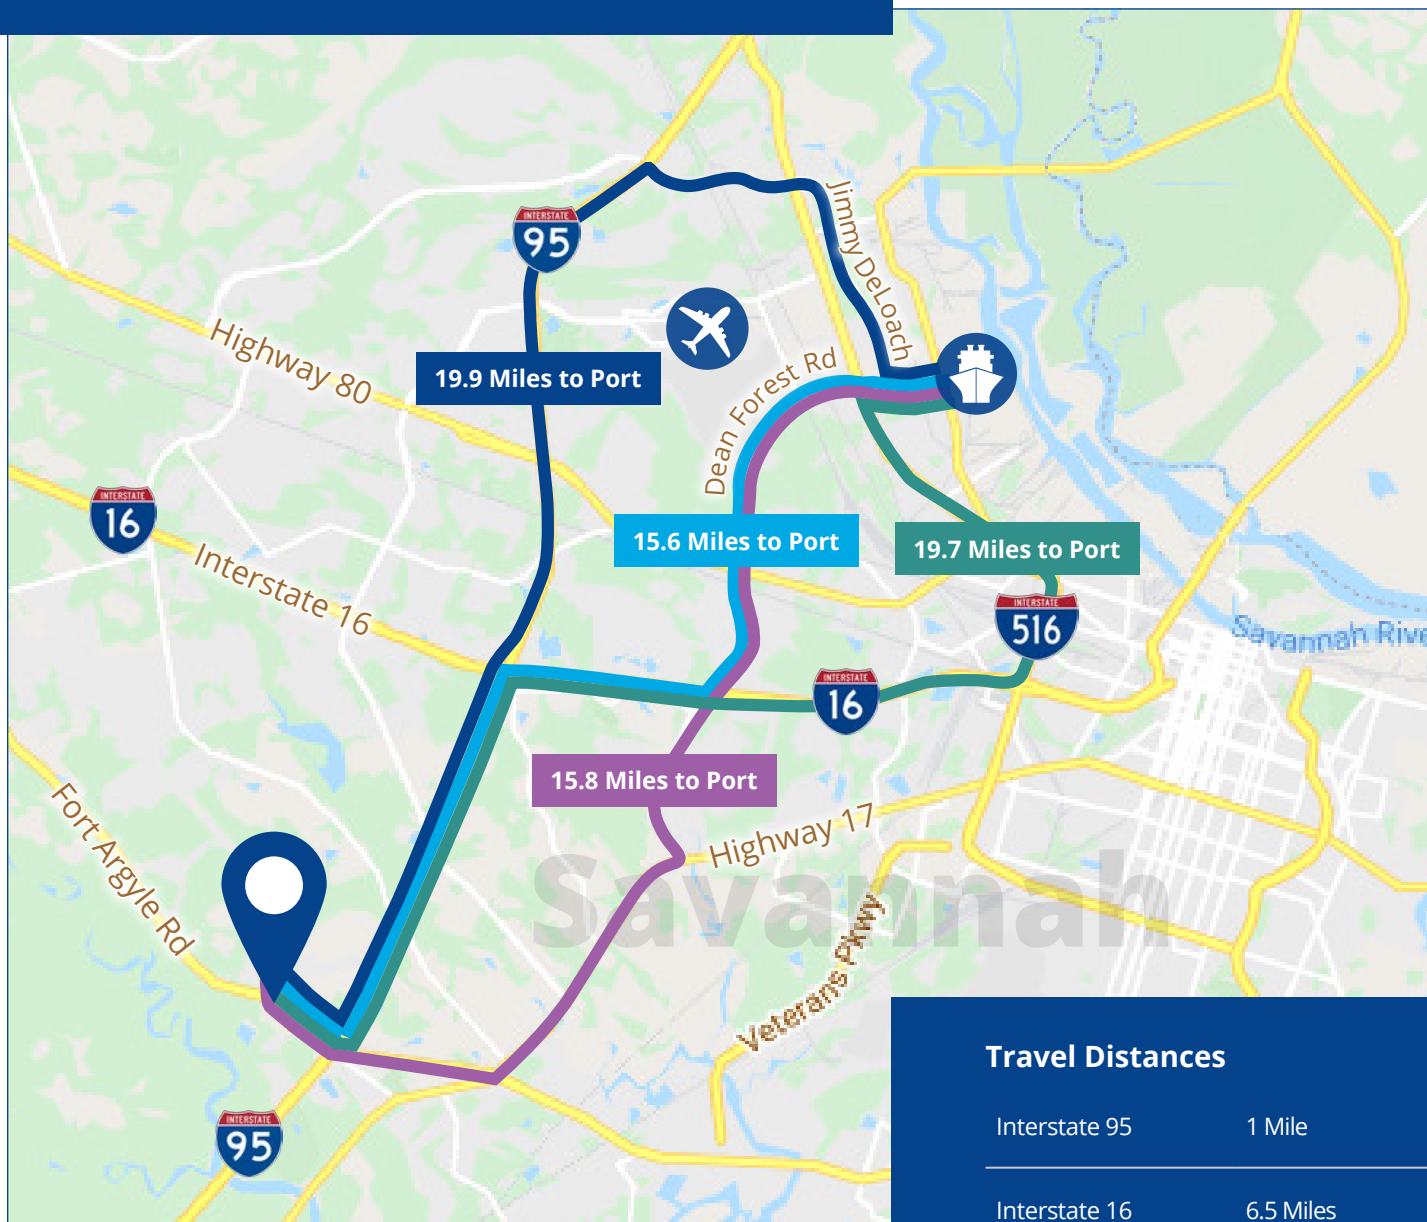 INTERSTATE
95
Jimmy DeLoach
Highway 80
19.9 Miles to Port
Dean Forest Rd
INTERSTATE
16
Interstate 16
15.6 Miles to Port
19.7 Miles to Port
INTERSTATE
516
Savannah Rive
INTERSTATE
16
15.8 Miles to Port
Fort Argyle Rd
Highway 17
Savannah
Veterans Pkwy
INTERSTATE
95
Travel Distances
Interstate 95 1 Mile
Interstate 16 6.5 Miles